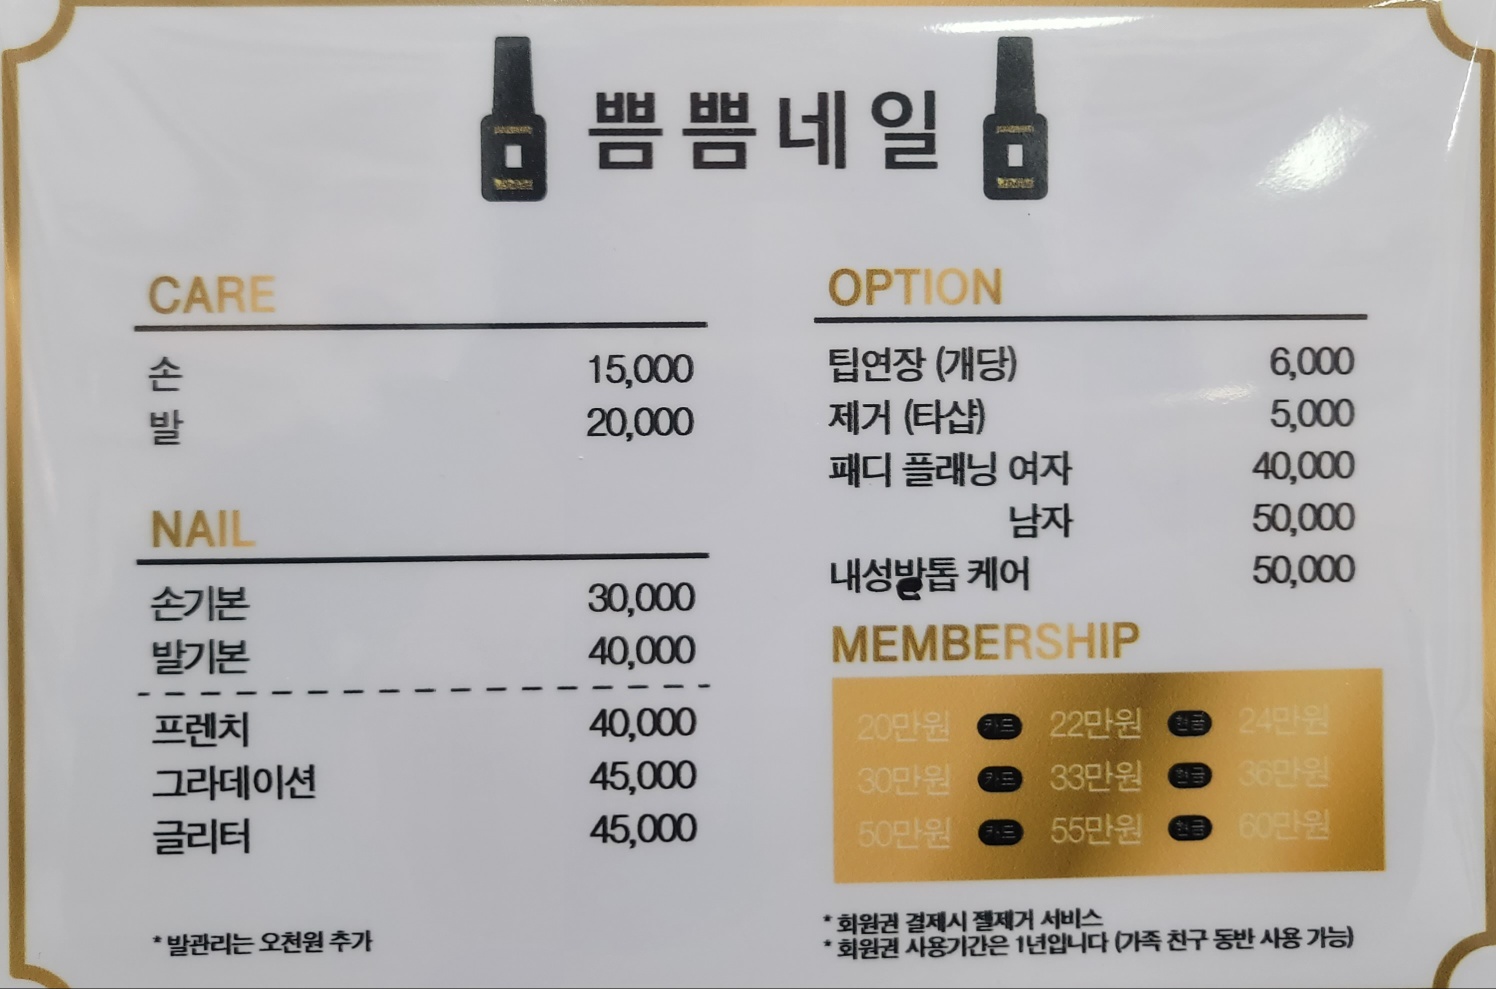 쁨쁨네일
CARE
손 15,000
발 20,000
NAIL
손기본 30,000
발기본 40,000
프렌치 40,000
그라데이션 45,000
글리터 45,000
* 발관리는 오천원 추가
OPTION
팁연장 (개당) 6,000
제거 (타샵) 5,000
패디 플래닝 여자 40,000
남자 50,000
내성발톱 케어 50,000
MEMBERSHIP
20만원 카드 22만원 현금 24만원
30만원 카드 33만원 현금 36만원
50만원 카드 55만원 현금 60만원
* 회원권 결제시 젤제거 서비스
* 회원권 사용기간은 1년입니다 (가족 친구 동반 사용 가능)